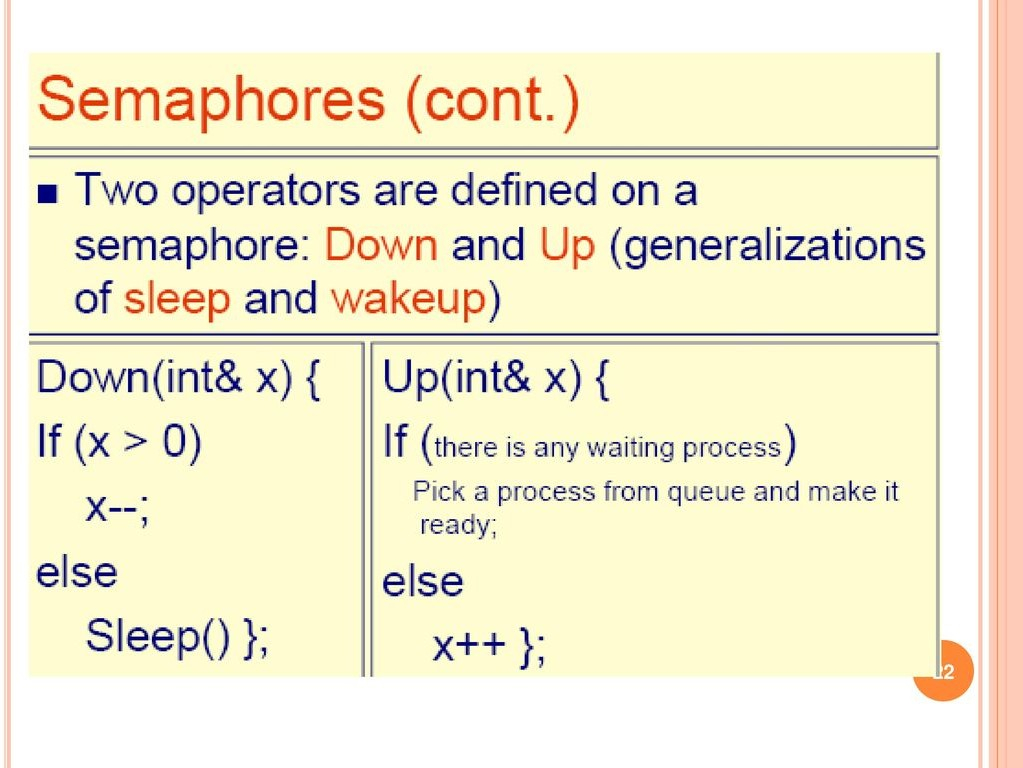 Semaphores (cont.)
■ Two operators are defined on a
semaphore: Down and Up (generalizations
of sleep and wakeup)
Down(int& x) {
If (x > 0)
x--;
else
Sleep() };
Up(int& x) {
If (there is any waiting process)
Pick a process from queue and make it
ready;
else
x++ };
22